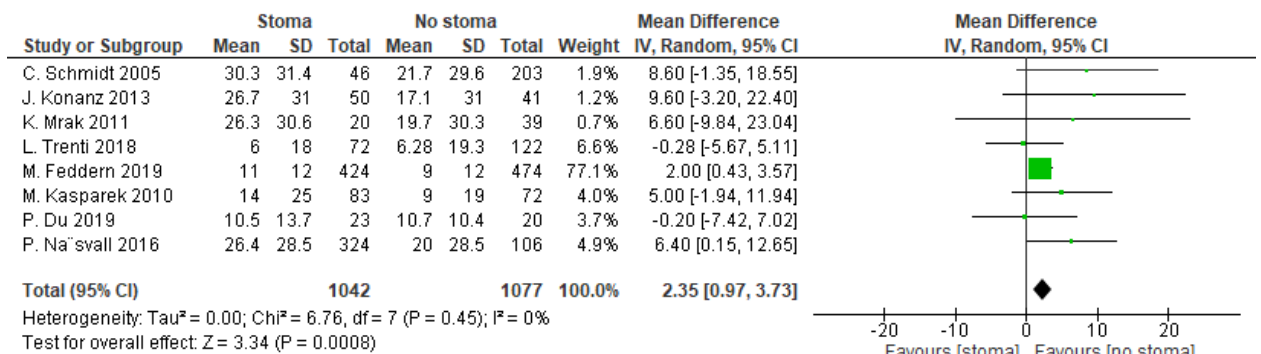 Stoma No stoma Mean Difference Mean Difference
Study or Subgroup Mean SD Total Mean SD Total Weight IV, Random, 95% CI IV, Random, 95% CI
C. Schmidt 2005 30.3 31.4 46 21.7 29.6 203 1.9% 8.60 [-1.35, 18.55]
J. Konanz 2013 26.7 31 50 17.1 31 41 1.2% 9.60 [-3.20, 22.40]
K. Mrak 2011 26.3 30.6 20 19.7 30.3 39 0.7% 6.60 [-9.84, 23.04]
L. Trenti 2018 6 18 72 6.28 19.3 122 6.6% -0.28 [-5.67, 5.11]
M. Feddern 2019 11 12 424 9 12 474 77.1% 2.00 [0.43, 3.57]
M. Kasparek 2010 14 25 83 9 19 72 4.0% 5.00 [-1.94, 11.94]
P. Du 2019 10.5 13.7 23 10.7 10.4 20 3.7% -0.20 [-7.42, 7.02]
P. Na¨svall 2016 26.4 28.5 324 20 28.5 106 4.9% 6.40 [0.15, 12.65]
Total (95% CI) 1042 1077 100.0% 2.35 [0.97, 3.73]
Heterogeneity: Tau² = 0.00; Chi² = 6.76, df = 7 (P = 0.45); I² = 0%
Test for overall effect: Z = 3.34 (P = 0.0008)
-20 -10 0 10 20
Favours [stoma] Favours [no stoma]